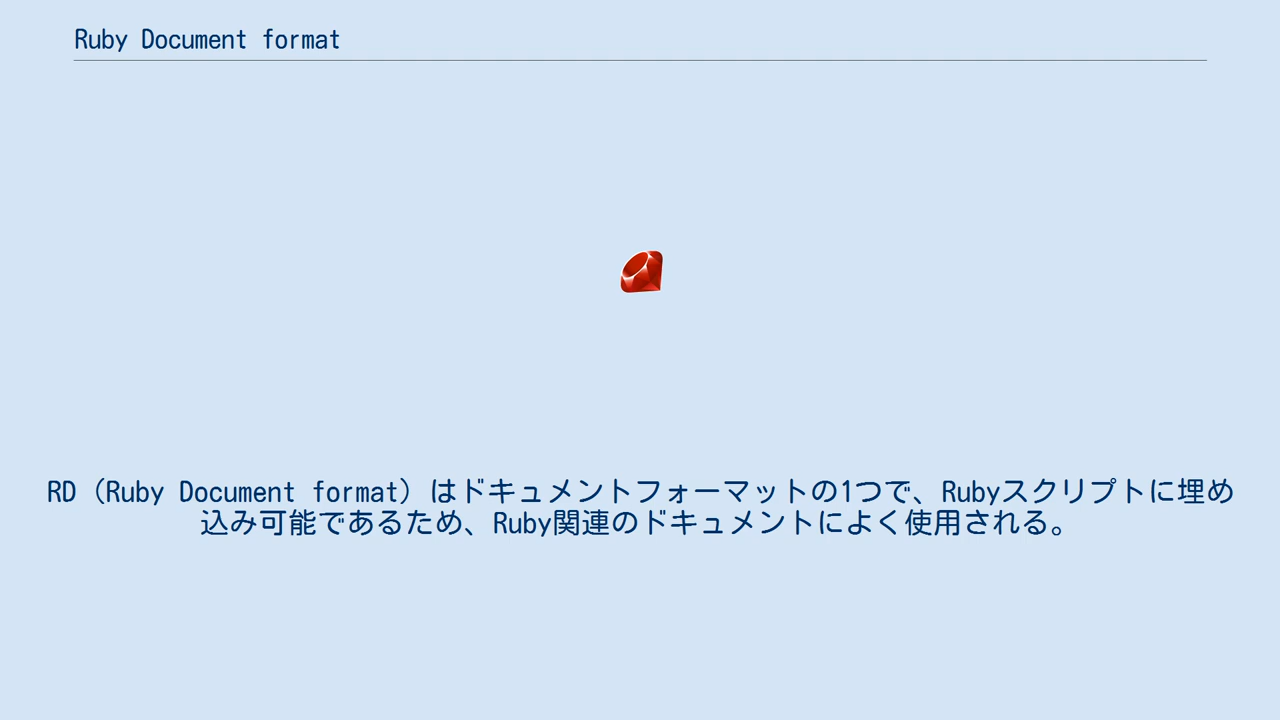 Ruby Document format
RD（Ruby Document format）はドキュメントフォーマットの1つで、Rubyスクリプトに埋め
込み可能であるため、Ruby関連のドキュメントによく使用される。